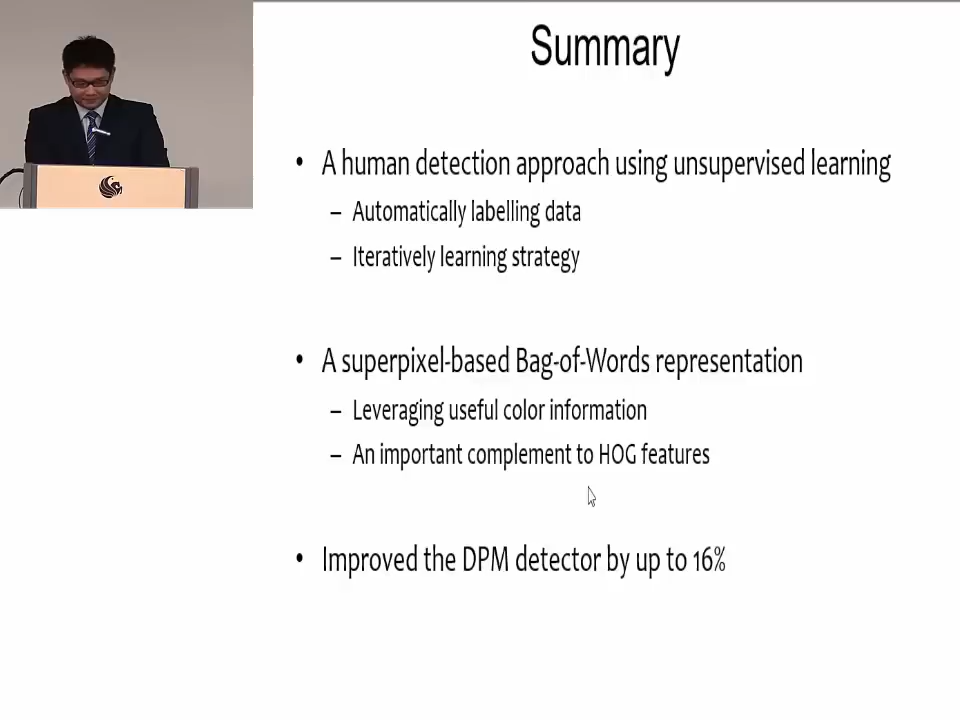 Summary
• A human detection approach using unsupervised learning
– Automatically labelling data
– Iteratively learning strategy
• A superpixel-based Bag-of-Words representation
– Leveraging useful color information
– An important complement to HOG features
• Improved the DPM detector by up to 16%